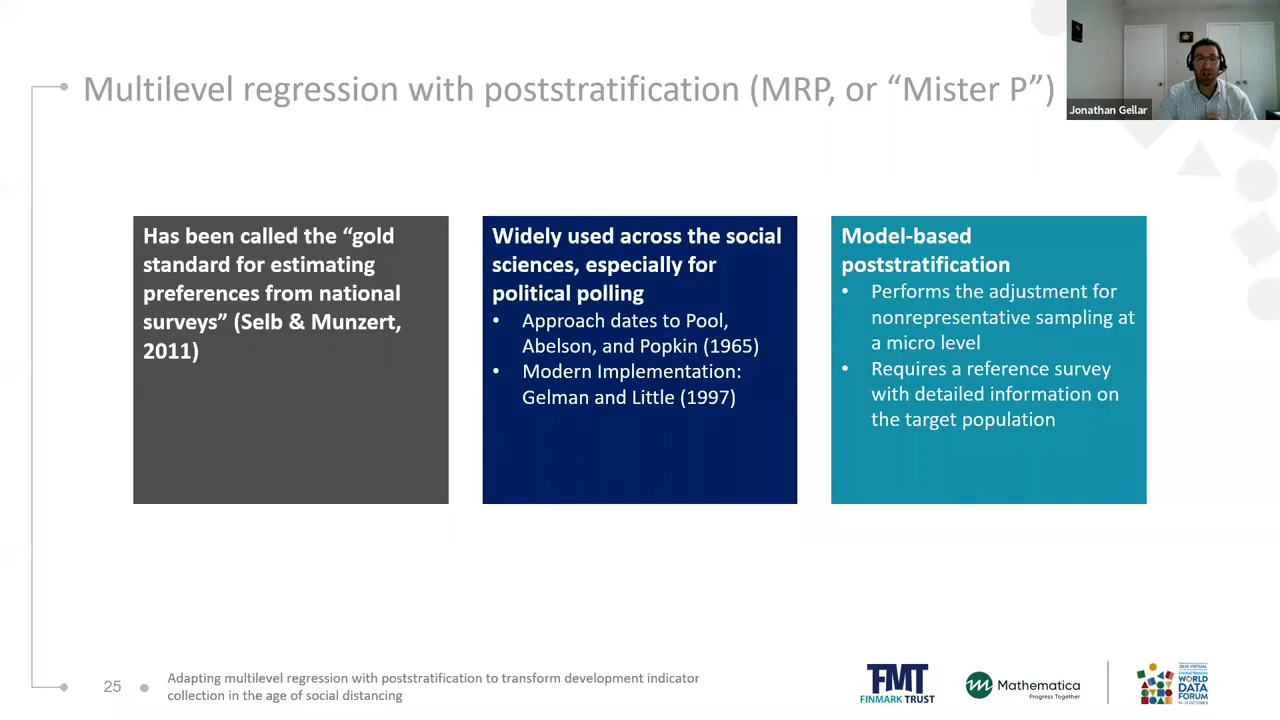 Multilevel regression with poststratification (MRP, or “Mister P”)
Jonathan Gellar
Has been called the “gold
standard for estimating
preferences from national
surveys” (Selb & Munzert,
2011)
Widely used across the social
sciences, especially for
political polling
• Approach dates to Pool,
Abelson, and Popkin (1965)
• Modern Implementation:
Gelman and Little (1997)
Model-based
poststratification
• Performs the adjustment for
nonrepresentative sampling at
a micro level
• Requires a reference survey
with detailed information on
the target population
25
Adapting multilevel regression with poststratification to transform development indicator
collection in the age of social distancing
FMT
FINMARK TRUST
Mathematica
Progress Together
2020 VIRTUAL
United Nations
WORLD
DATA
FORUM